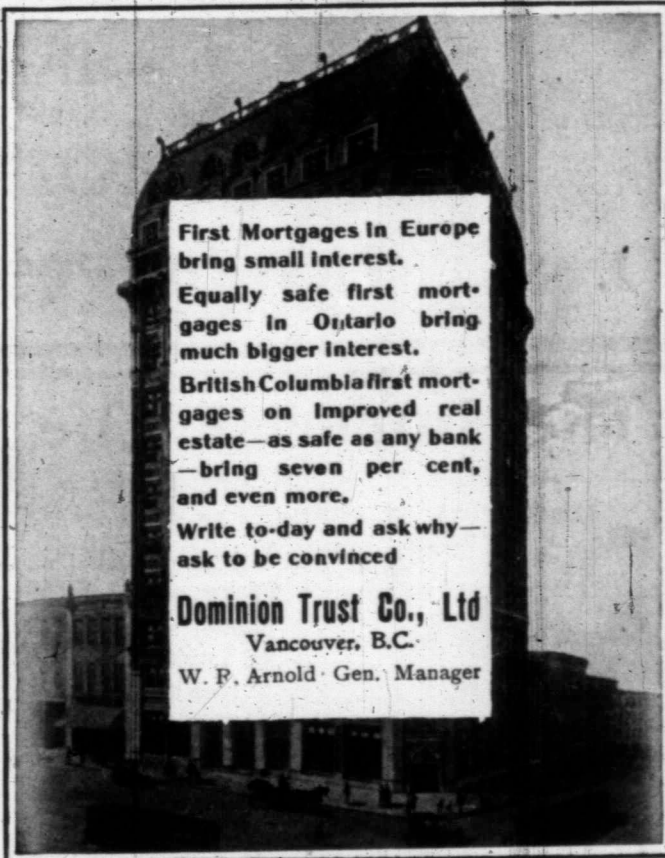 First Mortgages in Europe
bring small interest.
Equally safe first mort-
gages in Ontario bring
much bigger interest.
British Columbia first mort-
gages on improved real
estate—as safe as any bank
—bring seven per cent,
and even more.
Write to-day and ask why—
ask to be convinced
Dominion Trust Co., Ltd
Vancouver, B.C.
W. R. Arnold Gen. Manager